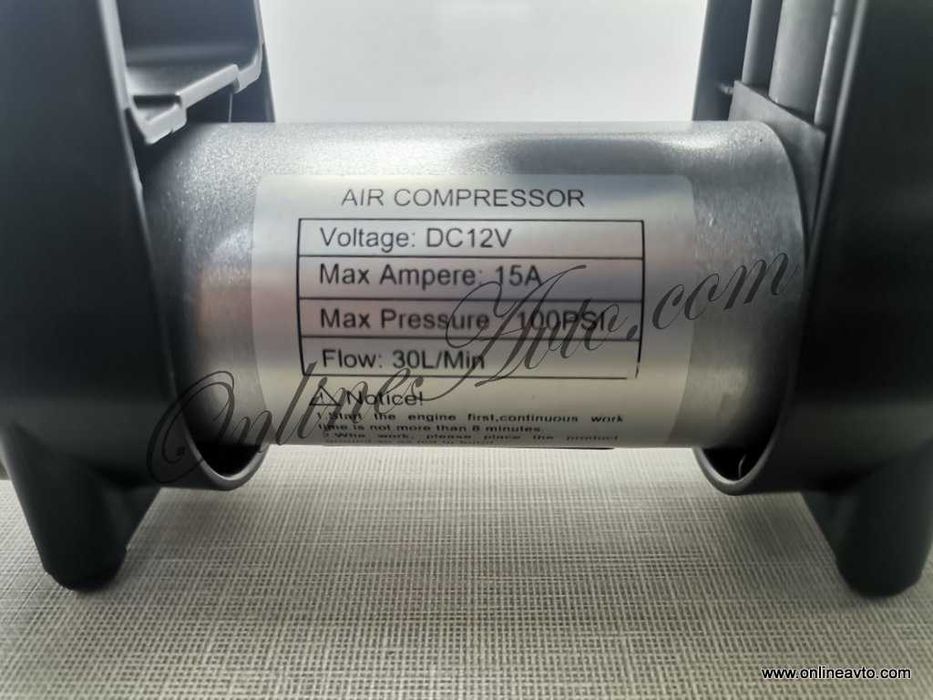 AIR COMPRESSOR
Voltage: DC12V
Max Ampere: 15A
Max Pressure: 100PSI
Flow: 30L/Min
Notice!
1.Start the engine first,continuous work
time is not more than 8 minutes.
2.Whe work, please place the product
OnlineAvto.com
www.onlineavto.com